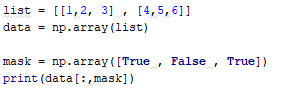 list = [[1,2, 3] , [4,5,6]]
data = np.array(list)
mask = np.array([True , False , True])
print(data[:,mask])